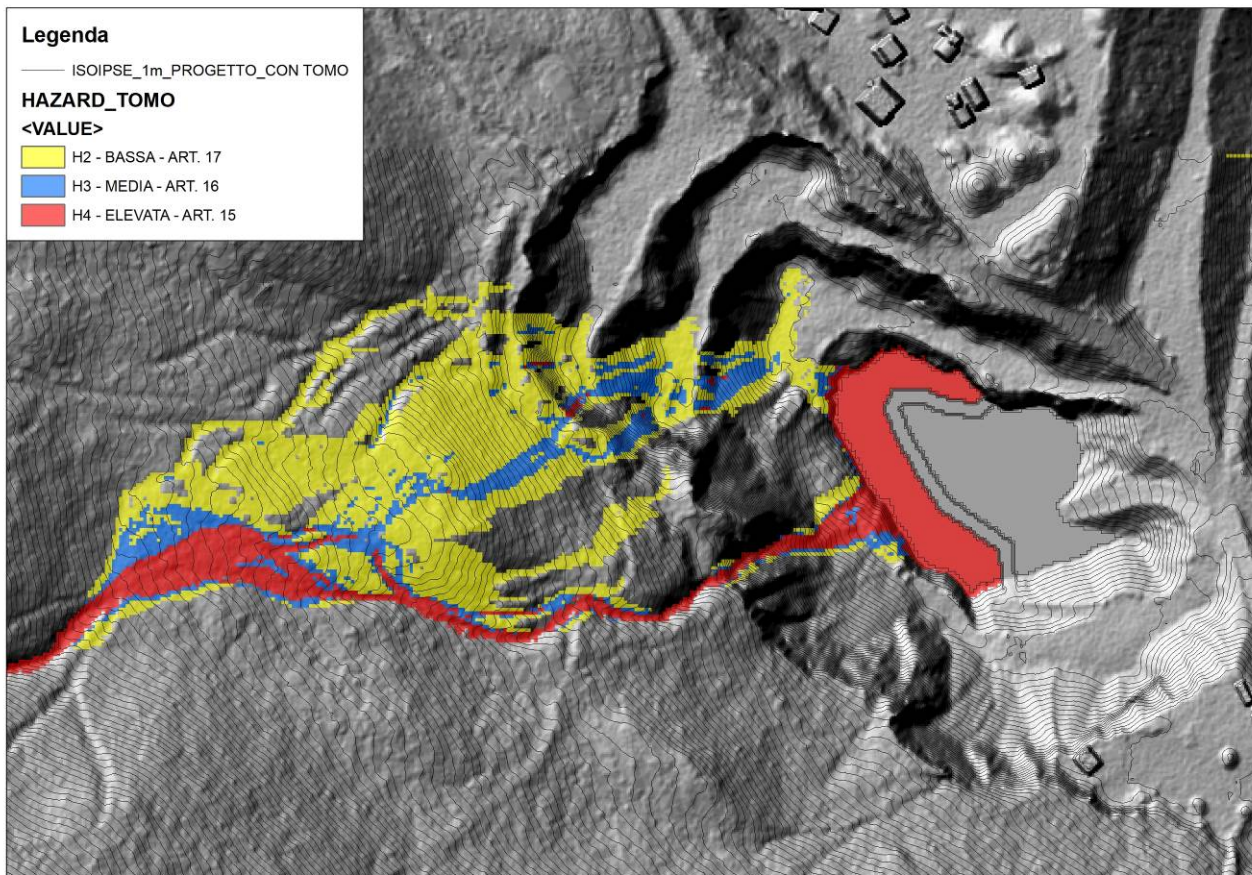 Legenda
ISOIPSE_1m_PROGETTO_CON TOMO
HAZARD_TOMO
<VALUE>
H2 - BASSA - ART. 17
H3 - MEDIA - ART. 16
H4 - ELEVATA - ART. 15